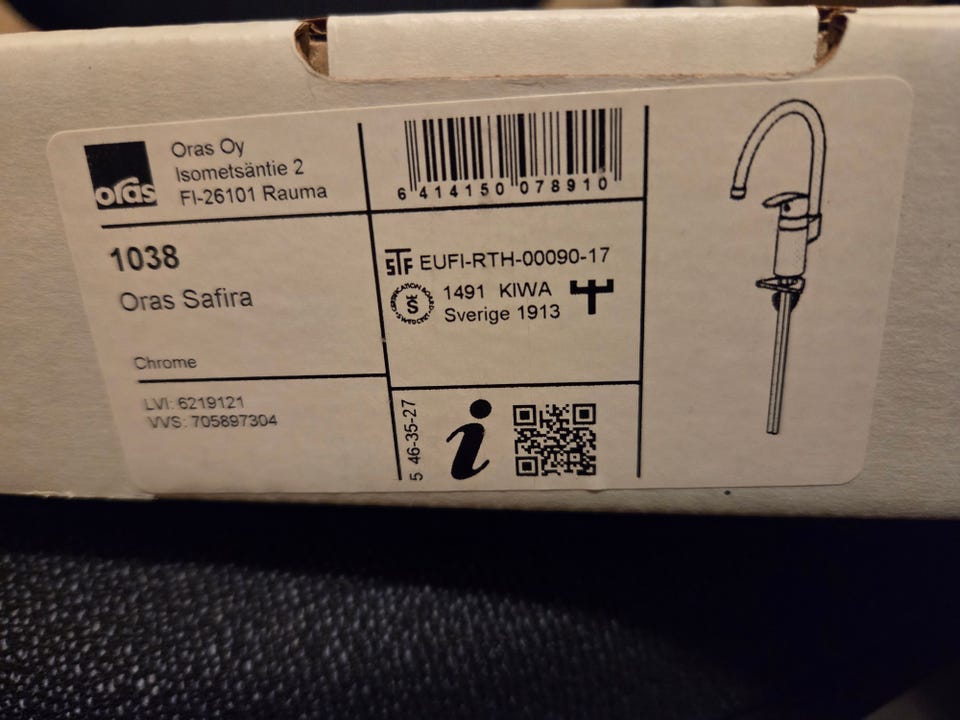 oras
Oras Oy
Isometsäntie 2
FI-26101 Rauma
6 414150 078910
1038
Oras Safira
Chrome
LVI: 6219121
VVS: 705897304
STF EUFI-RTH-00090-17
1491 KIWA
Sverige 1913
5 46-35-27
i